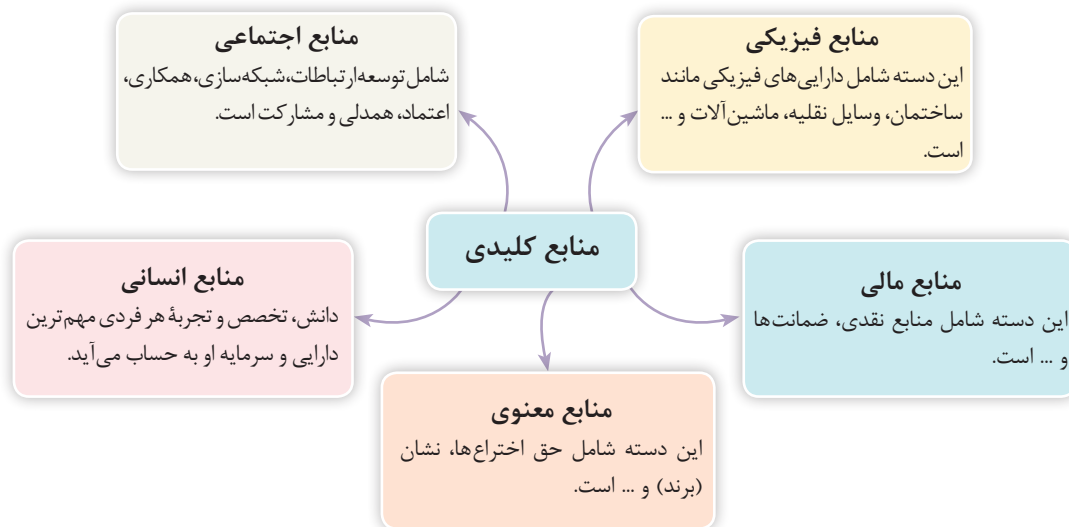 منابع فیزیکی
این دسته شامل دارایی‌های فیزیکی مانند
ساختمان، وسایل نقلیه، ماشین‌آلات و ...
است.
منابع اجتماعی
شامل توسعه‌ارتباطات،شبکه‌سازی،همکاری،
اعتماد، همدلی و مشارکت است.
منابع کلیدی
منابع مالی
این دسته شامل منابع نقدی، ضمانت‌ها
و ... است.
منابع انسانی
دانش، تخصص و تجربۀ هر فردی مهم‌ترین
دارایی و سرمایه او به حساب می‌آید.
منابع معنوی
این دسته شامل حق اختراع‌ها، نشان
(برند) و ... است.